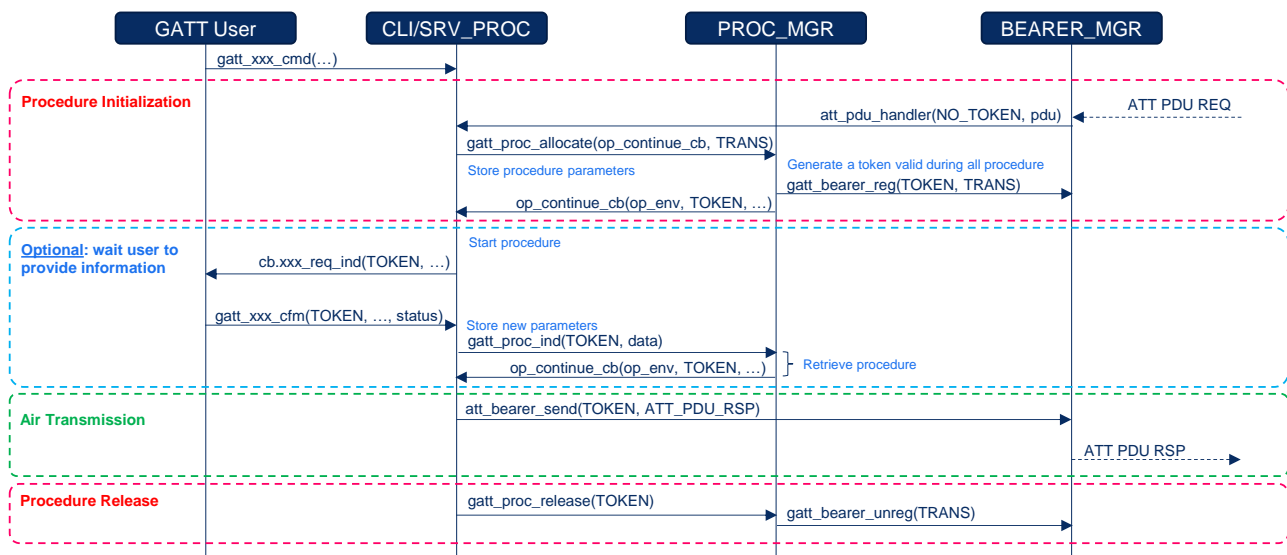 GATT User
CLI/SRV_PROC
PROC_MGR
BEARER_MGR
gatt_xxx_cmd(…)
Procedure Initialization
ATT PDU REQ
att_pdu_handler(NO_TOKEN, pdu)
gatt_proc_allocate(op_continue_cb, TRANS)
Store procedure parameters
Generate a token valid during all procedure
gatt_bearer_reg(TOKEN, TRANS)
op_continue_cb(op_env, TOKEN, …)
Optional: wait user to
provide information
Start procedure
cb.xxx_req_ind(TOKEN, …)
gatt_xxx_cfm(TOKEN, …, status)
Store new parameters
gatt_proc_ind(TOKEN, data)
Retrieve procedure
op_continue_cb(op_env, TOKEN, …)
Air Transmission
att_bearer_send(TOKEN, ATT_PDU_RSP)
ATT PDU RSP
Procedure Release
gatt_proc_release(TOKEN)
gatt_bearer_unreg(TRANS)